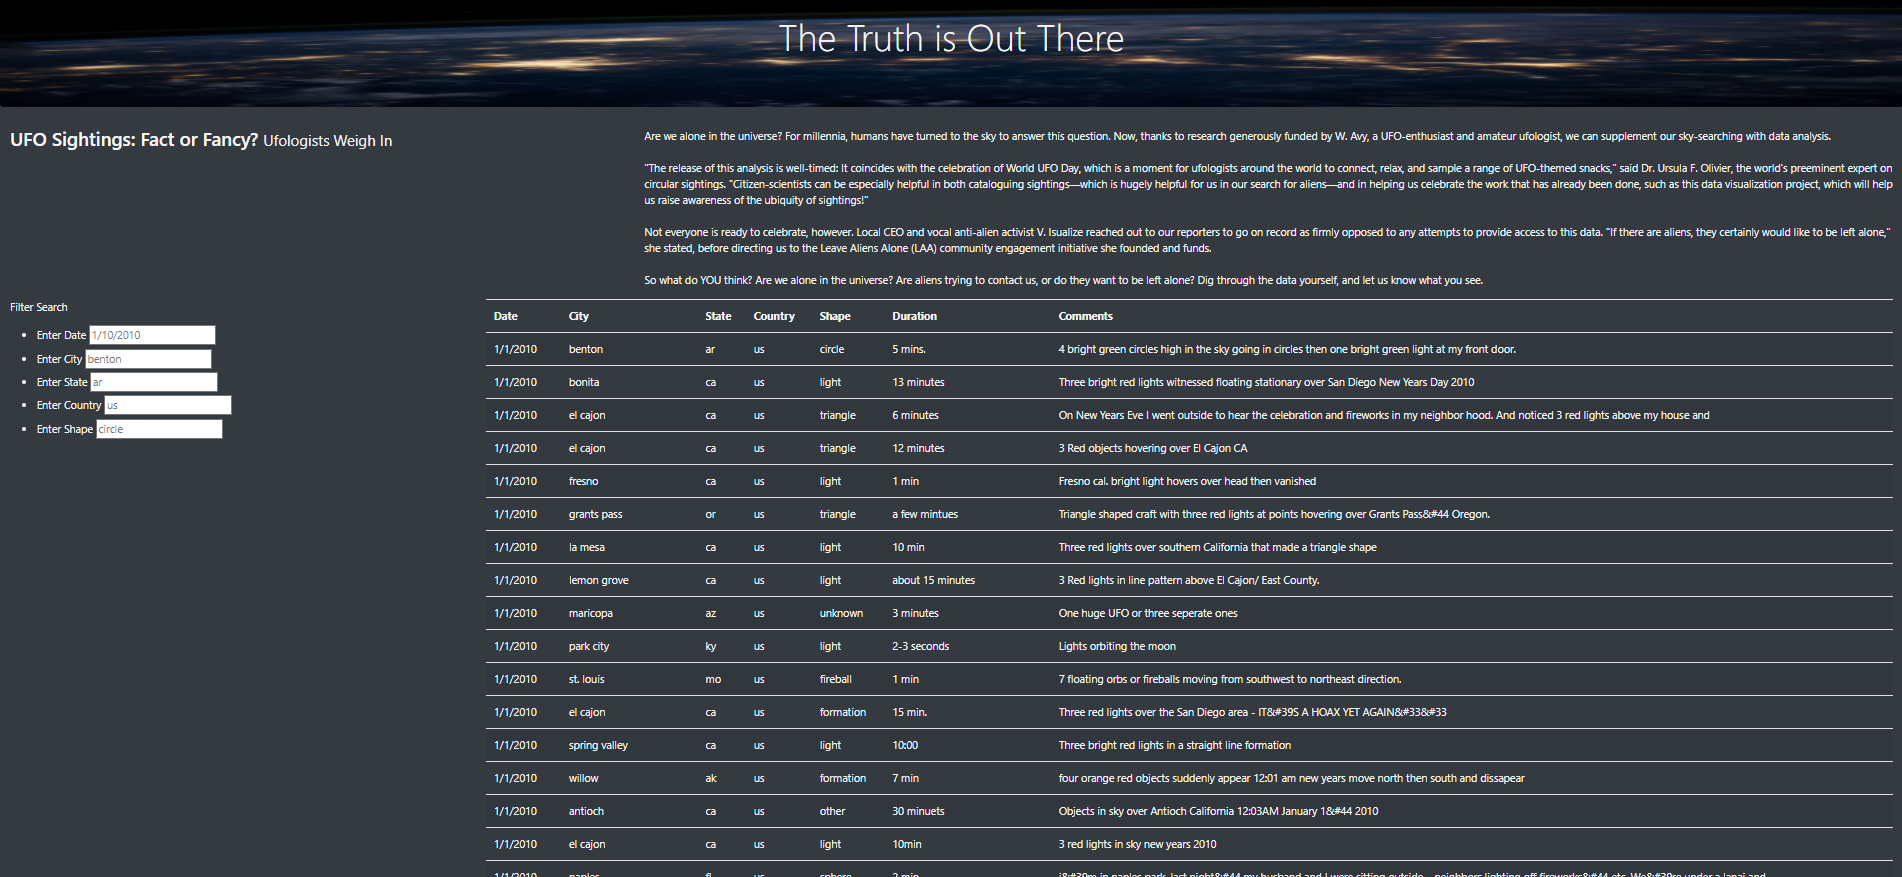 The Truth is Out There
UFO Sightings: Fact or Fancy? Ufologists Weigh In
Are we alone in the universe? For millennia, humans have turned to the sky to answer this question. Now, thanks to research generously funded by W. Avy, a UFO-enthusiast and amateur ufologist, we can supplement our sky-searching with data analysis.
"The release of this analysis is well-timed: It coincides with the celebration of World UFO Day, which is a moment for ufologists around the world to connect, relax, and sample a range of UFO-themed snacks," said Dr. Ursula F. Olivier, the world's preeminent expert on
circular sightings. "Citizen-scientists can be especially helpful in both cataloguing sightings—which is hugely helpful for us in our search for aliens—and in helping us celebrate the work that has already been done, such as this data visualization project, which will help
us raise awareness of the ubiquity of sightings!"
Not everyone is ready to celebrate, however. Local CEO and vocal anti-alien activist V. Isualize reached out to our reporters to go on record as firmly opposed to any attempts to provide access to this data. "If there are aliens, they certainly would like to be left alone,"
she stated, before directing us to the Leave Aliens Alone (LAA) community engagement initiative she founded and funds.
So what do YOU think? Are we alone in the universe? Are aliens trying to contact us, or do they want to be left alone? Dig through the data yourself, and let us know what you see.
Filter Search
Enter Date 1/10/2010
Enter City benton
Enter State ar
Enter Country us
Enter Shape circle
Date City State Country Shape Duration Comments
1/1/2010 benton ar us circle 5 mins. 4 bright green circles high in the sky going in circles then one bright green light at my front door.
1/1/2010 bonita ca us light 13 minutes Three bright red lights witnessed floating stationary over San Diego New Years Day 2010
1/1/2010 el cajon ca us triangle 6 minutes On New Years Eve I went outside to hear the celebration and fireworks in my neighbor hood. And noticed 3 red lights above my house and
1/1/2010 el cajon ca us triangle 12 minutes 3 Red objects hovering over El Cajon CA
1/1/2010 fresno ca us light 1 min Fresno cal. bright light hovers over head then vanished
1/1/2010 grants pass or us triangle a few mintues Triangle shaped craft with three red lights at points hovering over Grants Pass&#44 Oregon.
1/1/2010 la mesa ca us light 10 min Three red lights over southern California that made a triangle shape
1/1/2010 lemon grove ca us light about 15 minutes 3 Red lights in line pattern above El Cajon/ East County.
1/1/2010 maricopa az us unknown 3 minutes One huge UFO or three seperate ones
1/1/2010 park city ky us light 2-3 seconds Lights orbiting the moon
1/1/2010 st. louis mo us fireball 1 min 7 floating orbs or fireballs moving from southwest to northeast direction.
1/1/2010 el cajon ca us formation 15 min. Three red lights over the San Diego area - IT&#39S A HOAX YET AGAIN&#33&#33
1/1/2010 spring valley ca us light 10:00 Three bright red lights in a straight line formation
1/1/2010 willow ak us formation 7 min four orange red objects suddenly appear 12:01 am new years move north then south and dissapear
1/1/2010 antioch ca us other 30 minuets Objects in sky over Antioch California 12:03AM January 1&#44 2010
1/1/2010 el cajon ca us light 10min 3 red lights in sky new years 2010
1/1/2010 naples fl us sphere 2 min i&#39m in naples park last night&#44 my husband and I were sitting outside neighbors lighting off fireworks&#44 etc. We&#39re under a lanai and